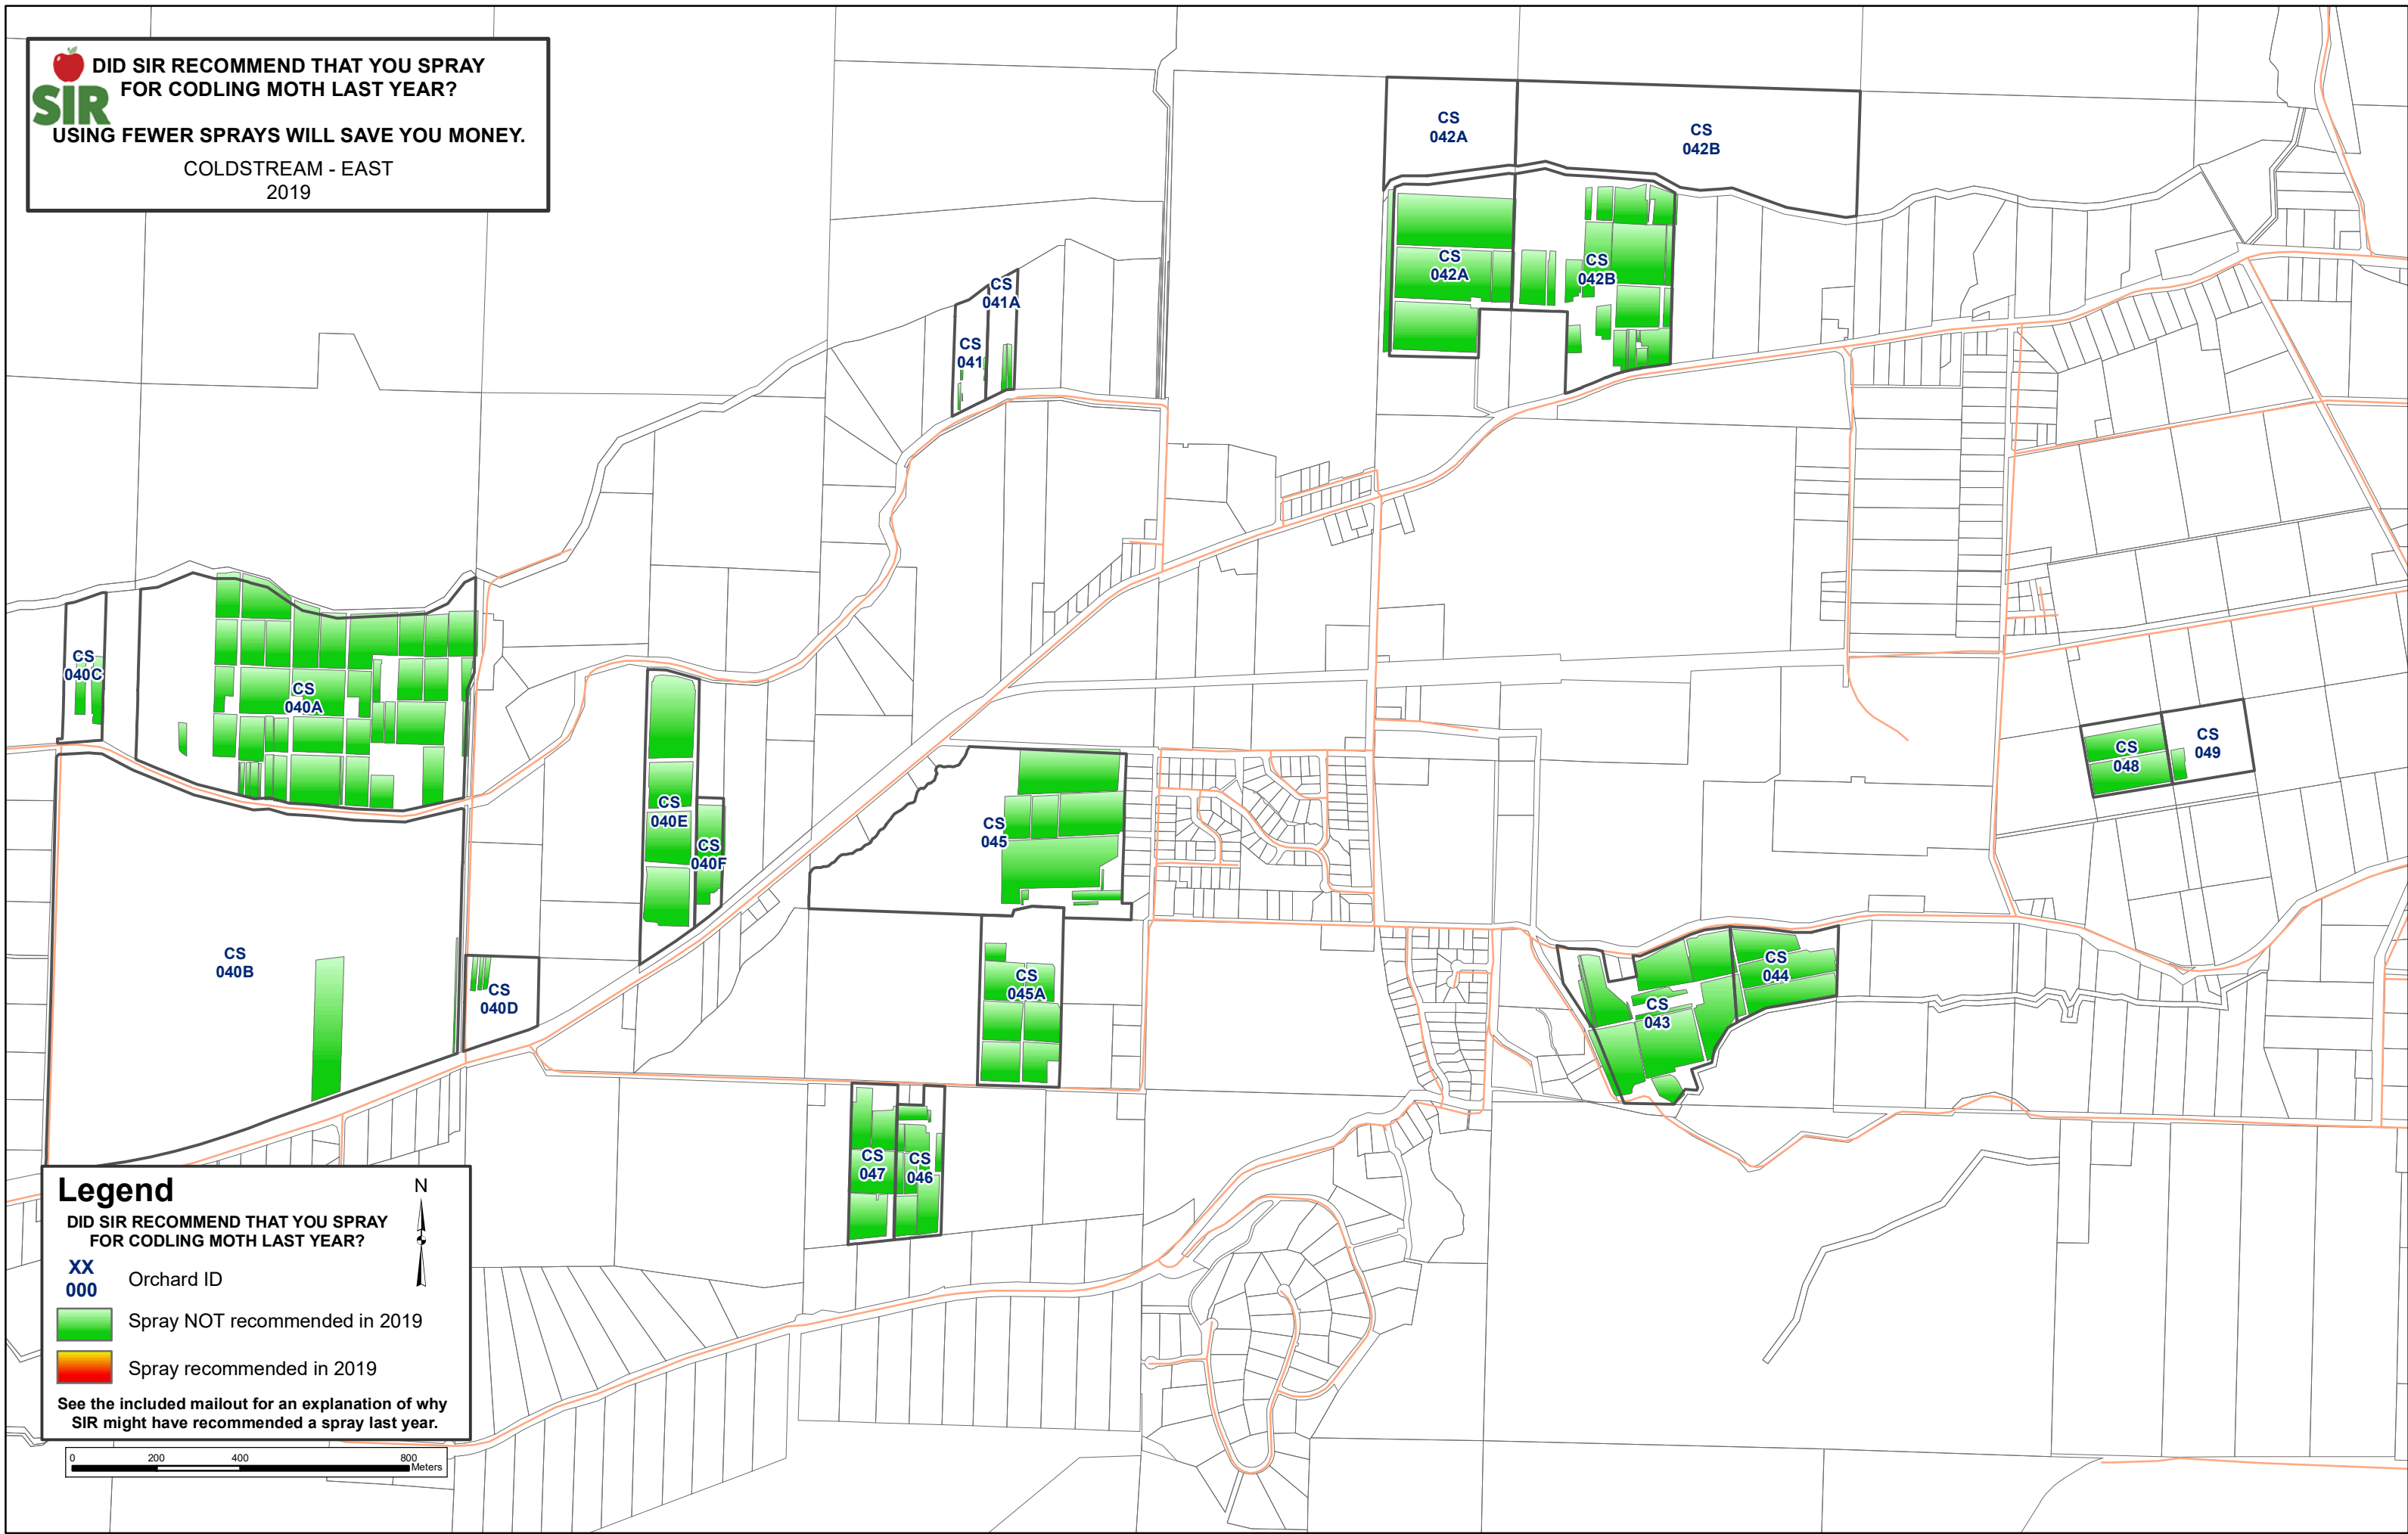 DID SIR RECOMMEND THAT YOU SPRAY
FOR CODLING MOTH LAST YEAR?
SIR
USING FEWER SPRAYS WILL SAVE YOU MONEY.
COLDSTREAM - EAST
2019
CS
042A
CS
042B
CS
042A
CS
042B
CS
041A
CS
041
CS
040C
CS
040A
CS
040E
CS
040F
CS
045
CS
048
CS
049
CS
040B
CS
040D
CS
045A
CS
043
CS
044
CS
047
CS
046
Legend
N
DID SIR RECOMMEND THAT YOU SPRAY
FOR CODLING MOTH LAST YEAR?
XX
000
Orchard ID
Spray NOT recommended in 2019
Spray recommended in 2019
See the included mailout for an explanation of why
SIR might have recommended a spray last year.
0 200 400 800
Meters